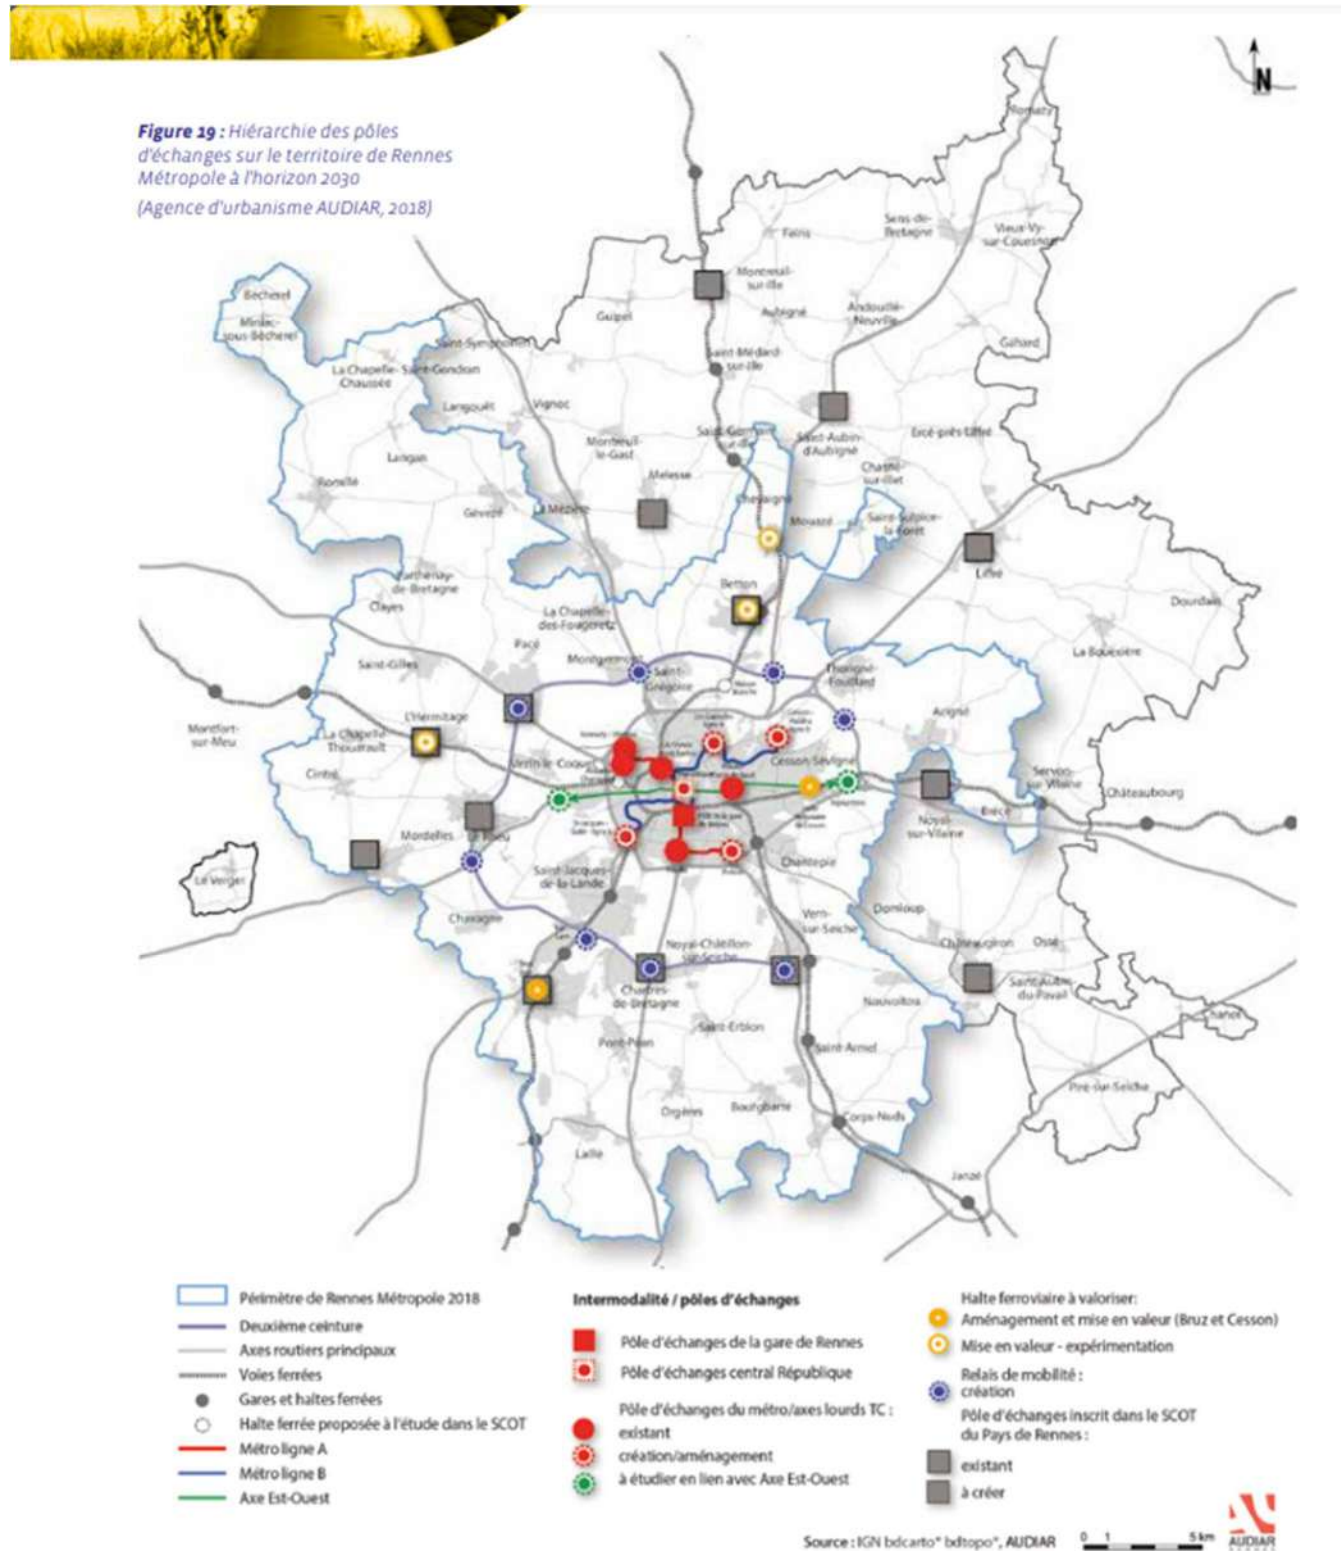 Figure 19 : Hiérarchie des pôles
d'échanges sur le territoire de Rennes
Métropole à l'horizon 2030
(Agence d'urbanisme AUDIAR, 2018)
N
Romazy
Feins
Sens-de-
Bretagne
Vieux-Vy-
sur-Couesnon
Montreuil-
sur-Ille
Bécherel
Miniac-
sous-Bécherel
Guipel
Aubigné
Andouillé-
Neuville
Gahard
Saint-Symphorien
Saint-Médard-
sur-Ille
La Chapelle-
Chaussée
Saint-Gondran
Langouët
Vignoc
Montreuil-
le-Gast
Saint-Germain-
sur-Ille
Saint-Aubin-
d'Aubigné
Ercé-près-Liffré
Langan
Chasné-
sur-Illet
Romillé
Melesse
Gévezé
La Mézière
Chevaigné
Mouazé
Saint-Sulpice-
la-Forêt
Liffré
Parthenay-
de-Bretagne
Clayes
Betton
Dourdain
La Chapelle-
des-Fougeretz
La Bouëxière
Pacé
Montgermont
Saint-
Grégoire
Thorigné-
Fouillard
Saint-Gilles
Acigné
L'Hermitage
Montfort-
sur-Meu
La Chapelle-
Thouarault
Cintré
Vezin-le-Coquet
Cesson-Sévigné
Servon-
sur-Vilaine
Châteaubourg
Brécé
Noyal-
sur-Vilaine
Mordelles
Le Rheu
Le Verger
Saint-Jacques-
de-la-Lande
Chantepie
Chavagne
Vern-
sur-Seiche
Domloup
Noyal-Châtillon-
sur-Seiche
Châteaugiron
Ossé
Chartres-
de-Bretagne
Saint-Aubin-
du-Pavail
Nouvoitou
Chancé
Saint-Erblon
Pont-Péan
Saint-Armel
Piré-sur-Seiche
Orgères
Bourgbarré
Corps-Nuds
Laillé
Janzé
Périmètre de Rennes Métropole 2018
Deuxième ceinture
Axes routiers principaux
Voies ferrées
Gares et haltes ferrées
Halte ferrée proposée à l'étude dans le SCOT
Métro ligne A
Métro ligne B
Axe Est-Ouest
Intermodalité / pôles d'échanges
Pôle d'échanges de la gare de Rennes
Pôle d'échanges central République
Pôle d'échanges du métro/axes lourds TC :
existant
création/aménagement
à étudier en lien avec Axe Est-Ouest
Halte ferroviaire à valoriser:
Aménagement et mise en valeur (Bruz et Cesson)
Mise en valeur - expérimentation
Relais de mobilité :
création
Pôle d'échanges inscrit dans le SCOT
du Pays de Rennes :
existant
à créer
Source : IGN bdcarto® bdtopo®, AUDIAR
0 1 5 km
AUDIAR